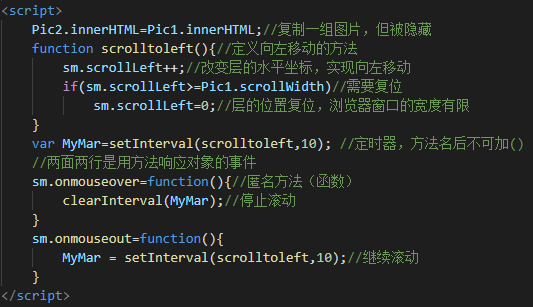 <script>
Pic2.innerHTML=Pic1.innerHTML;//复制一组图片，但被隐藏
function scrolltoleft(){//定义向左移动的方法
sm.scrollLeft++;//改变层的水平坐标，实现向左移动
if(sm.scrollLeft>=Pic1.scrollWidth)//需要复位
sm.scrollLeft=0;//层的位置复位，浏览器窗口的宽度有限
}
var MyMar=setInterval(scrolltoleft,10); //定时器，方法名后不可加()
//两面两行是用方法响应对象的事件
sm.onmouseover=function(){//匿名方法（函数）
clearInterval(MyMar);//停止滚动
}
sm.onmouseout=function(){
MyMar = setInterval(scrolltoleft,10);//继续滚动
}
</script>